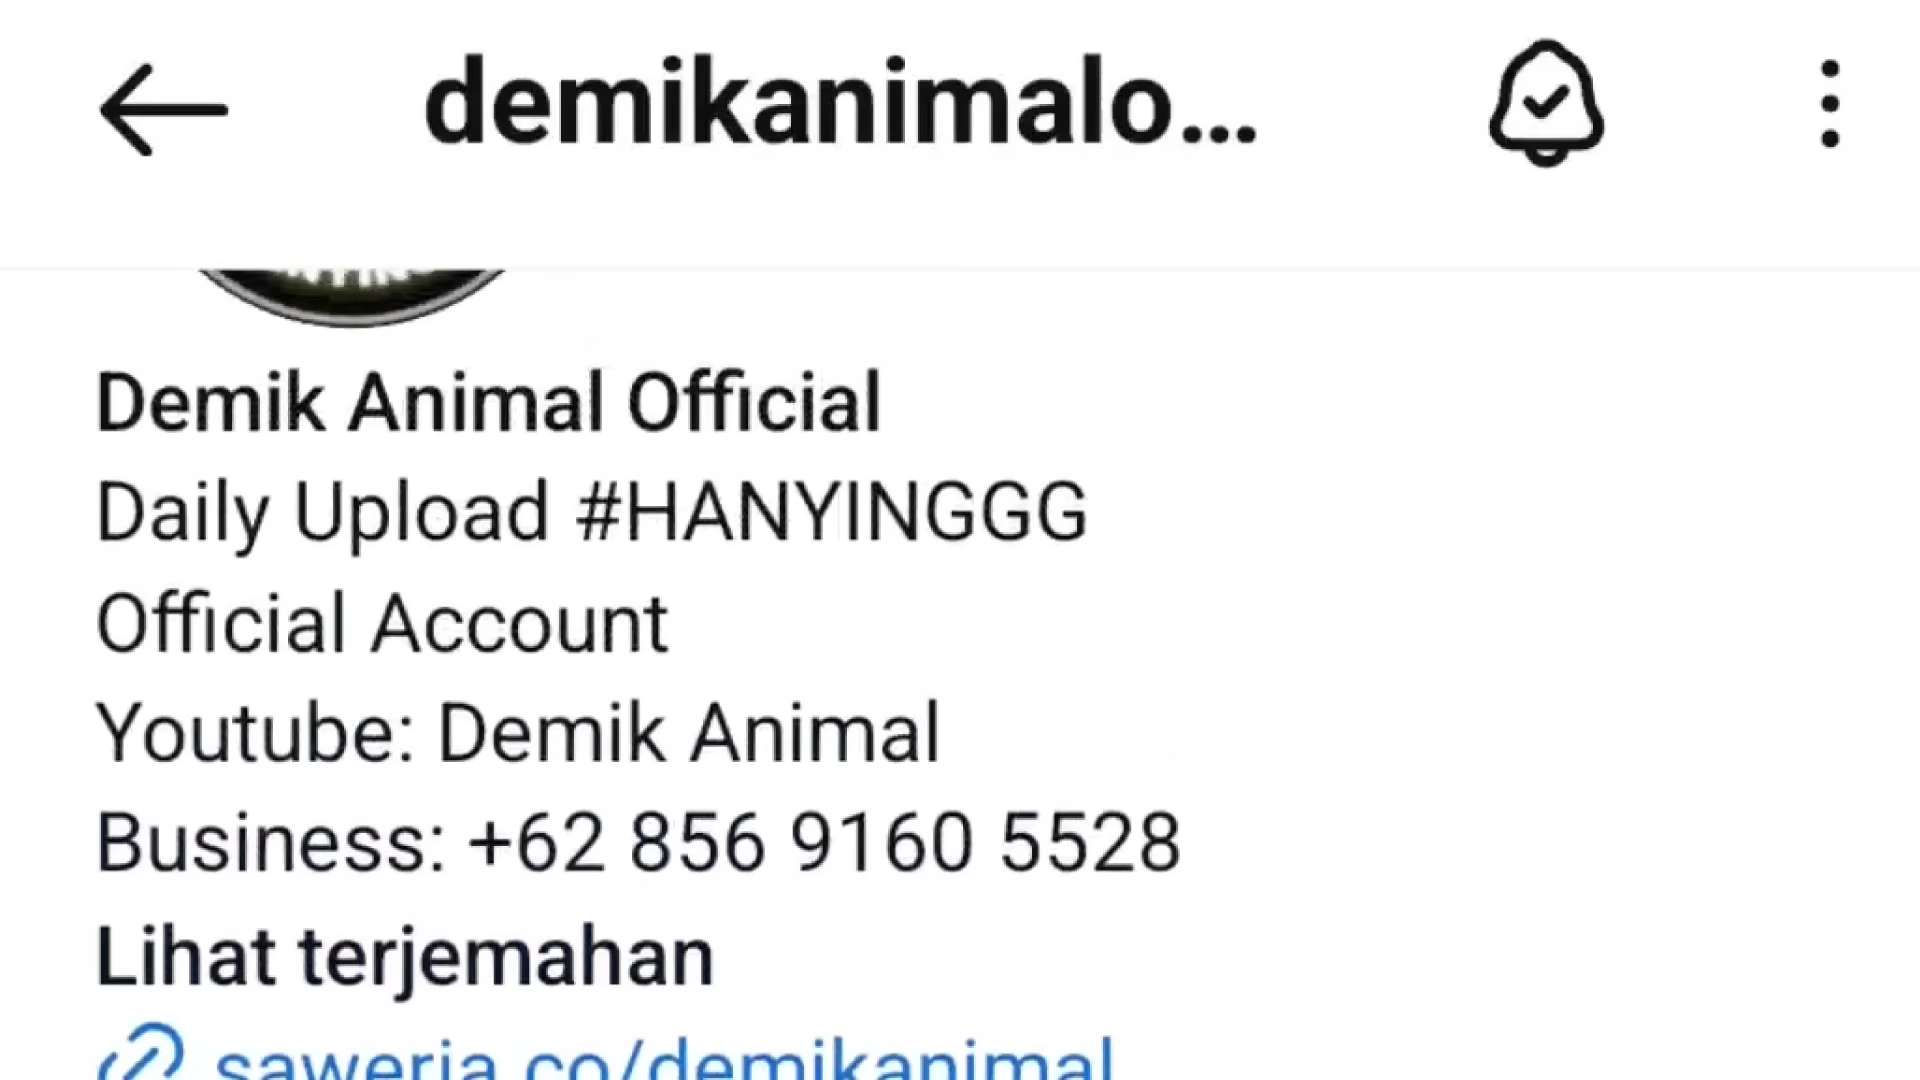 demikanimalo...
Demik Animal Official
Daily Upload #HANYINGGG
Official Account
Youtube: Demik Animal
Business: +62 856 9160 5528
Lihat terjemahan
saweria.co/demikanimal